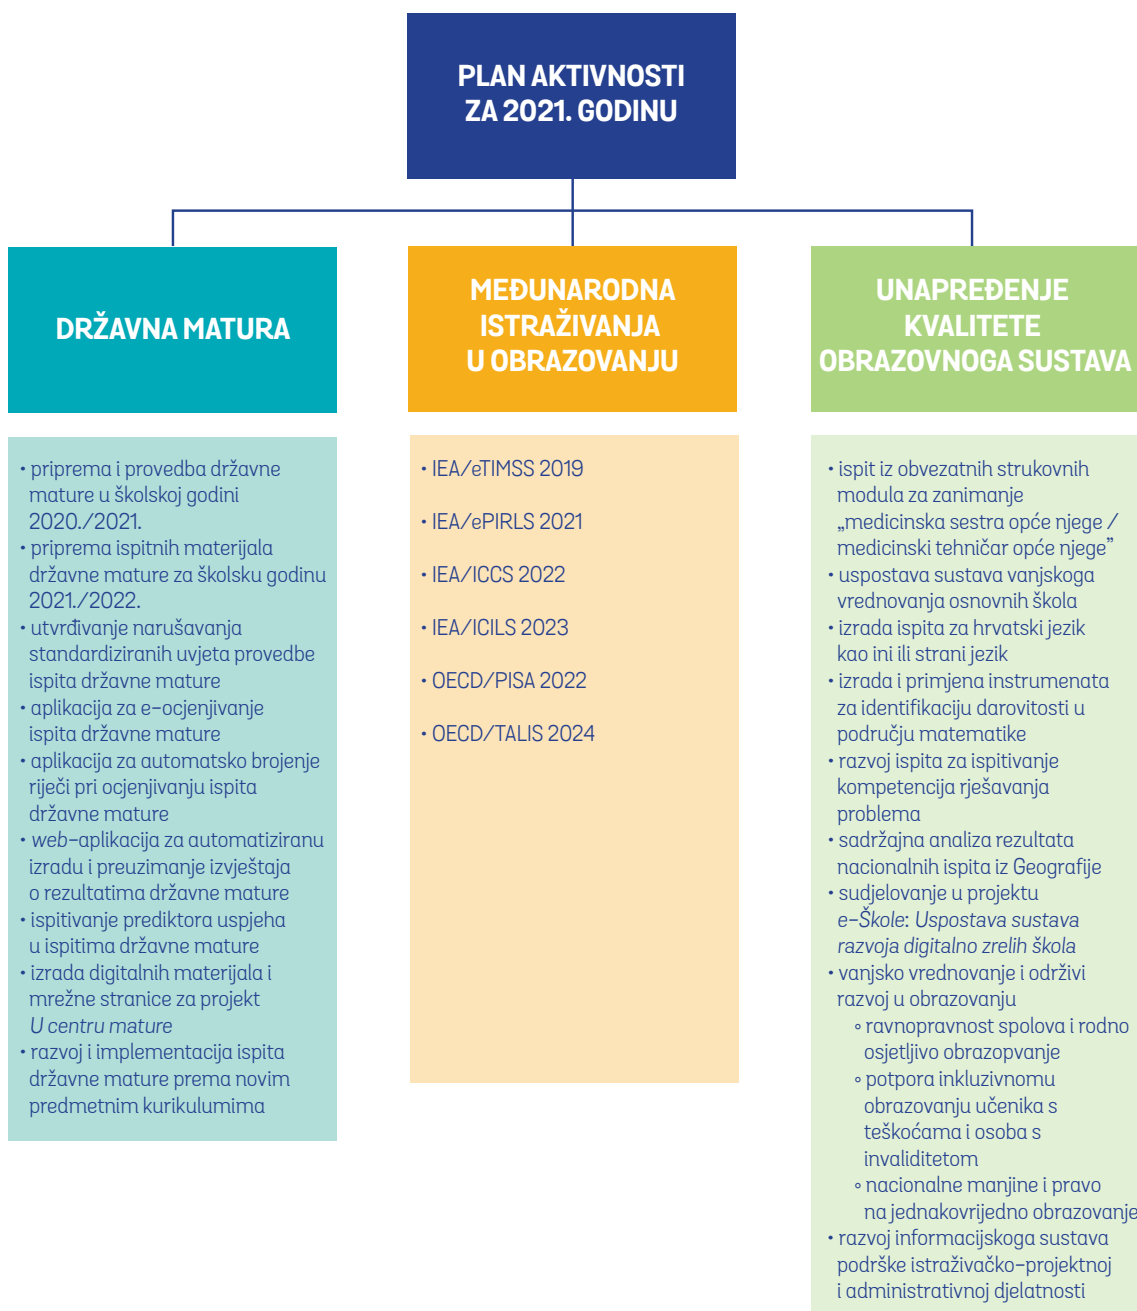 PLAN AKTIVNOSTI
ZA 2021. GODINU
DRŽAVNA MATURA
• priprema i provedba državne
mature u školskoj godini
2020./2021.
• priprema ispitnih materijala
državne mature za školsku godinu
2021./2022.
• utvrđivanje narušavanja
standardiziranih uvjeta provedbe
ispita državne mature
• aplikacija za e-ocjenjivanje
ispita državne mature
• aplikacija za automatsko brojenje
riječi pri ocjenjivanju ispita
državne mature
• web-aplikacija za automatiziranu
izradu i preuzimanje izvještaja
o rezultatima državne mature
• ispitivanje prediktora uspjeha
u ispitima državne mature
• izrada digitalnih materijala i
mrežne stranice za projekt
U centru mature
• razvoj i implementacija ispita
državne mature prema novim
predmetnim kurikulumima
MEĐUNARODNA
ISTRAŽIVANJA
U OBRAZOVANJU
• IEA/eTIMSS 2019
• IEA/ePIRLS 2021
• IEA/ICCS 2022
• IEA/ICILS 2023
• OECD/PISA 2022
• OECD/TALIS 2024
UNAPREĐENJE
KVALITETE
OBRAZOVNOGA SUSTAVA
• ispit iz obvezatnih strukovnih
modula za zanimanje
„medicinska sestra opće njege /
medicinski tehničar opće njege”
• uspostava sustava vanjskoga
vrednovanja osnovnih škola
• izrada ispita za hrvatski jezik
kao ini ili strani jezik
• izrada i primjena instrumenata
za identifikaciju darovitosti u
području matematike
• razvoj ispita za ispitivanje
kompetencija rješavanja
problema
• sadržajna analiza rezultata
nacionalnih ispita iz Geografije
• sudjelovanje u projektu
e-Škole: Uspostava sustava
razvoja digitalno zrelih škola
• vanjsko vrednovanje i održivi
razvoj u obrazovanju
◦ ravnopravnost spolova i rodno
osjetljivo obrazopvanje
◦ potpora inkluzivnomu
obrazovanju učenika s
teškoćama i osoba s
invaliditetom
◦ nacionalne manjine i pravo
na jednakovrijedno obrazovanje
• razvoj informacijskoga sustava
podrške istraživačko-projektnoj
i administrativnoj djelatnosti